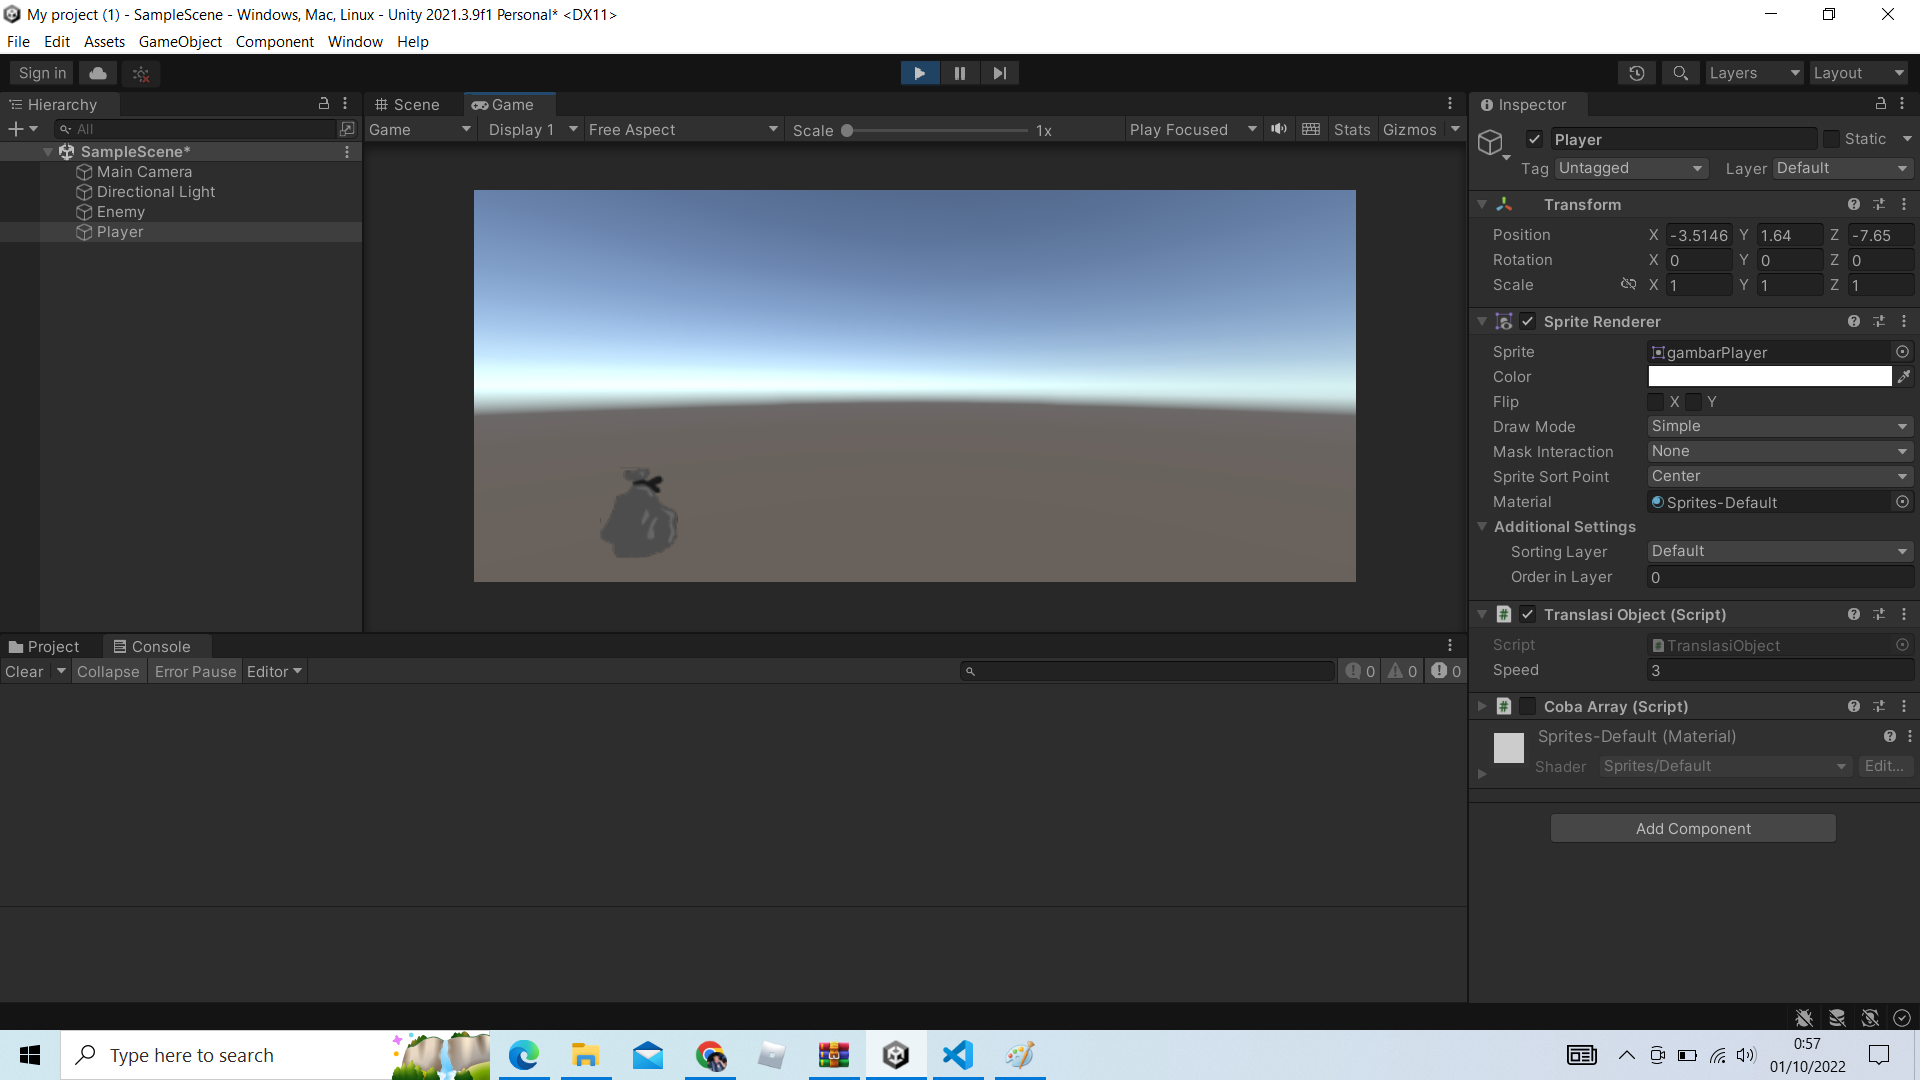 My project (1) - SampleScene - Windows, Mac, Linux - Unity 2021.3.9f1 Personal* <DX11>
File Edit Assets GameObject Component Window Help
Sign in Layers Layout
Hierarchy Scene Game Inspector
All Game Display 1 Free Aspect Scale 1x Play Focused Stats Gizmos
SampleScene*
Main Camera
Directional Light
Enemy
Player
Player Static
Tag Untagged Layer Default
Transform
Position X -3.5146 Y 1.64 Z -7.65
Rotation X 0 Y 0 Z 0
Scale X 1 Y 1 Z 1
Sprite Renderer
Sprite gambarPlayer
Color
Flip X Y
Draw Mode Simple
Mask Interaction None
Sprite Sort Point Center
Material Sprites-Default
Additional Settings
Sorting Layer Default
Order in Layer 0
Translasi Object (Script)
Script TranslasiObject
Speed 3
Coba Array (Script)
Sprites-Default (Material)
Shader Sprites/Default Edit...
Add Component
Project Console
Clear Collapse Error Pause Editor 0 0 0
Type here to search
0:57
01/10/2022